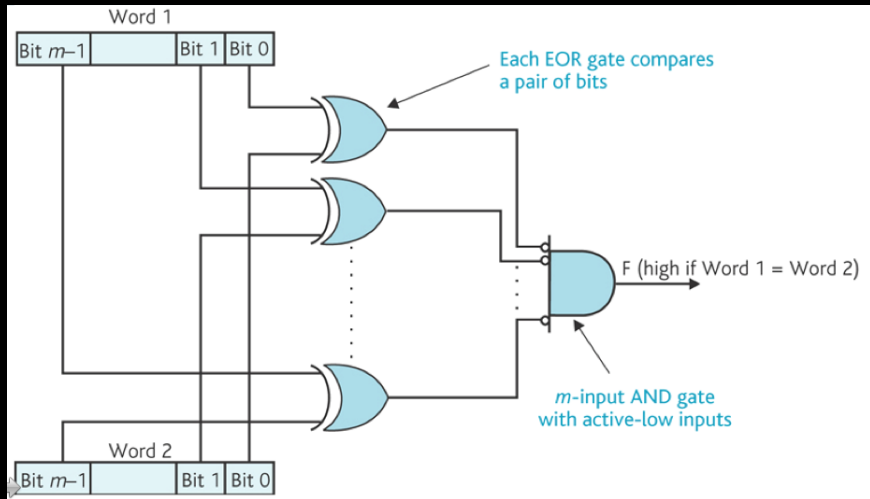 Word 1
Bit m–1
Bit 1
Bit 0
Each EOR gate compares
a pair of bits
F (high if Word 1 = Word 2)
m-input AND gate
with active-low inputs
Word 2
Bit m–1
Bit 1
Bit 0